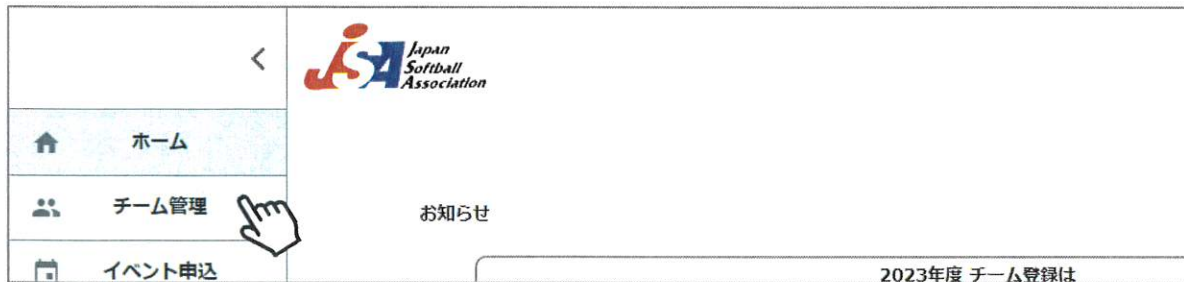 <
JSA
Japan
Softball
Association
ホーム
チーム管理
お知らせ
イベント申込
2023年度 チーム登録は